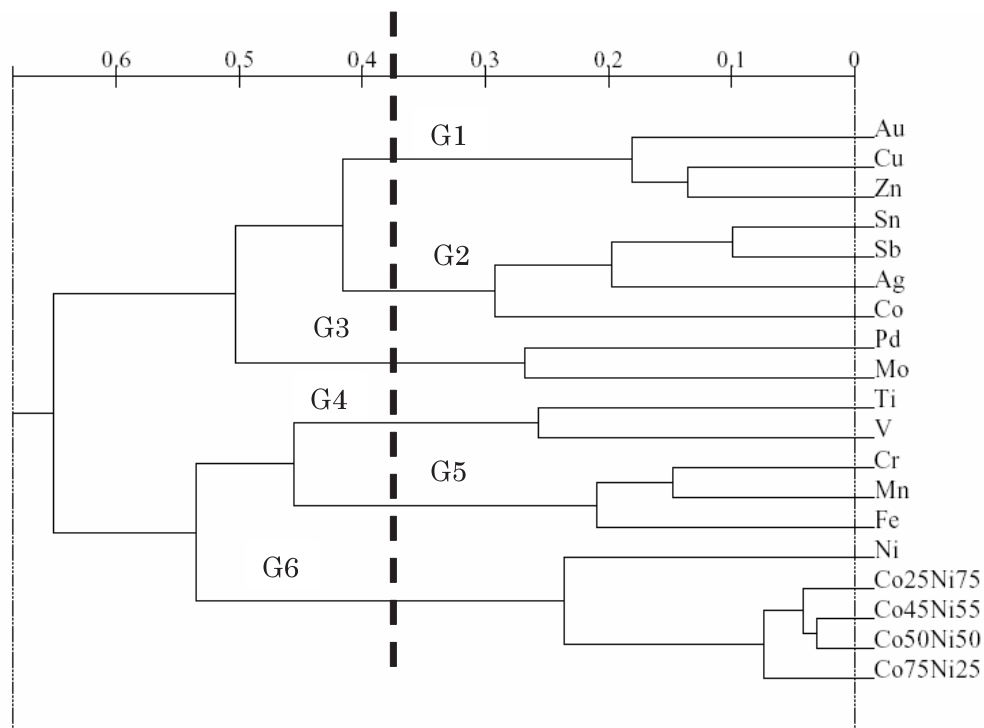 0,6 0,5 0,4 0,3 0,2 0,1 0
Au
G1
Cu
Zn
Sn
G2
Sb
Ag
Co
G3
Pd
Mo
G4
Ti
V
Cr
G5
Mn
Fe
Ni
G6
Co25Ni75
Co45Ni55
Co50Ni50
Co75Ni25